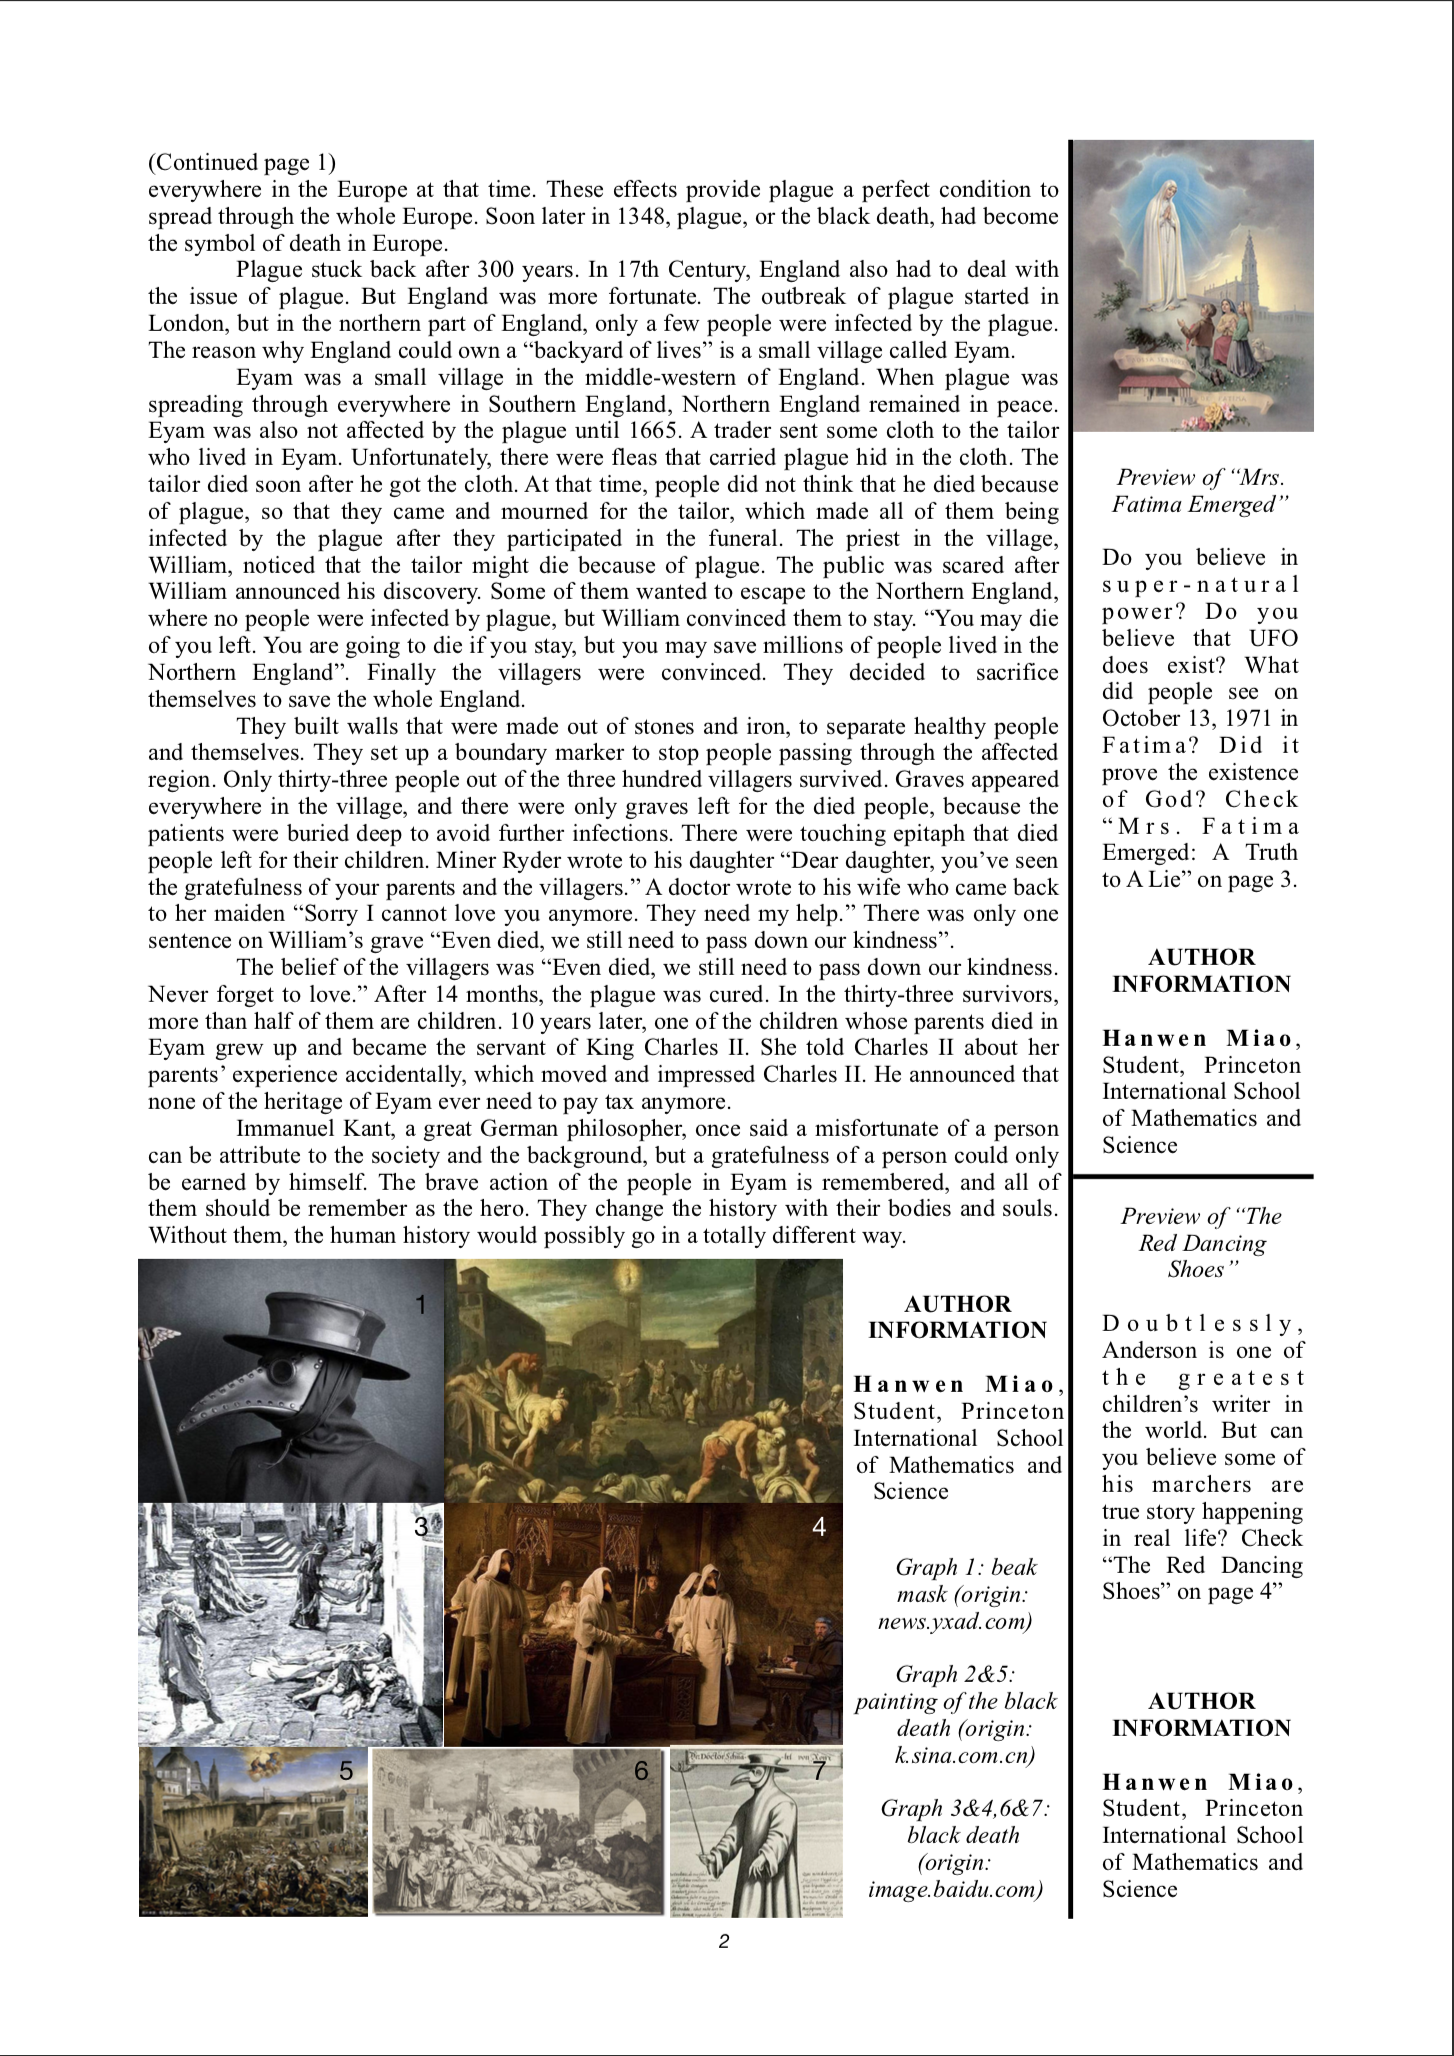 (Continued page 1)
everywhere in the Europe at that time. These effects provide plague a perfect condition to
spread through the whole Europe. Soon later in 1348, plague, or the black death, had become
the symbol of death in Europe.
Plague stuck back after 300 years. In 17th Century, England also had to deal with
the issue of plague. But England was more fortunate. The outbreak of plague started in
London, but in the northern part of England, only a few people were infected by the plague.
The reason why England could own a “backyard of lives” is a small village called Eyam.
Eyam was a small village in the middle-western of England. When plague was
spreading through everywhere in Southern England, Northern England remained in peace.
Eyam was also not affected by the plague until 1665. A trader sent some cloth to the tailor
who lived in Eyam. Unfortunately, there were fleas that carried plague hid in the cloth. The
tailor died soon after he got the cloth. At that time, people did not think that he died because
of plague, so that they came and mourned for the tailor, which made all of them being
infected by the plague after they participated in the funeral. The priest in the village,
William, noticed that the tailor might die because of plague. The public was scared after
William announced his discovery. Some of them wanted to escape to the Northern England,
where no people were infected by plague, but William convinced them to stay. “You may die
of you left. You are going to die if you stay, but you may save millions of people lived in the
Northern England”. Finally the villagers were convinced. They decided to sacrifice
themselves to save the whole England.
They built walls that were made out of stones and iron, to separate healthy people
and themselves. They set up a boundary marker to stop people passing through the affected
region. Only thirty-three people out of the three hundred villagers survived. Graves appeared
everywhere in the village, and there were only graves left for the died people, because the
patients were buried deep to avoid further infections. There were touching epitaph that died
people left for their children. Miner Ryder wrote to his daughter “Dear daughter, you’ve seen
the gratefulness of your parents and the villagers.” A doctor wrote to his wife who came back
to her maiden “Sorry I cannot love you anymore. They need my help.” There was only one
sentence on William’s grave “Even died, we still need to pass down our kindness”.
The belief of the villagers was “Even died, we still need to pass down our kindness.
Never forget to love.” After 14 months, the plague was cured. In the thirty-three survivors,
more than half of them are children. 10 years later, one of the children whose parents died in
Eyam grew up and became the servant of King Charles II. She told Charles II about her
parents’ experience accidentally, which moved and impressed Charles II. He announced that
none of the heritage of Eyam ever need to pay tax anymore.
Immanuel Kant, a great German philosopher, once said a misfortunate of a person
can be attribute to the society and the background, but a gratefulness of a person could only
be earned by himself. The brave action of the people in Eyam is remembered, and all of
them should be remember as the hero. They change the history with their bodies and souls.
Without them, the human history would possibly go in a totally different way.
1
3
4
5
6
7
AUTHOR
INFORMATION
Hanwen Miao,
Student, Princeton
International School
of Mathematics and
Science
Graph 1: beak
mask (origin:
news.yxad.com)
Graph 2&5:
painting of the black
death (origin:
k.sina.com.cn)
Graph 3&4,6&7:
black death
(origin:
image.baidu.com)
Preview of “Mrs.
Fatima Emerged”
Do you believe in
super-natural
power? Do you
believe that UFO
does exist? What
did people see on
October 13, 1971 in
Fatima? Did it
prove the existence
of God? Check
“Mrs. Fatima
Emerged: A Truth
to A Lie” on page 3.
AUTHOR
INFORMATION
Hanwen Miao,
Student, Princeton
International School
of Mathematics and
Science
Preview of “The
Red Dancing
Shoes”
Doubtlessly,
Anderson is one of
the greatest
children’s writer in
the world. But can
you believe some of
his marchers are
true story happening
in real life? Check
“The Red Dancing
Shoes” on page 4”
AUTHOR
INFORMATION
Hanwen Miao,
Student, Princeton
International School
of Mathematics and
Science
2